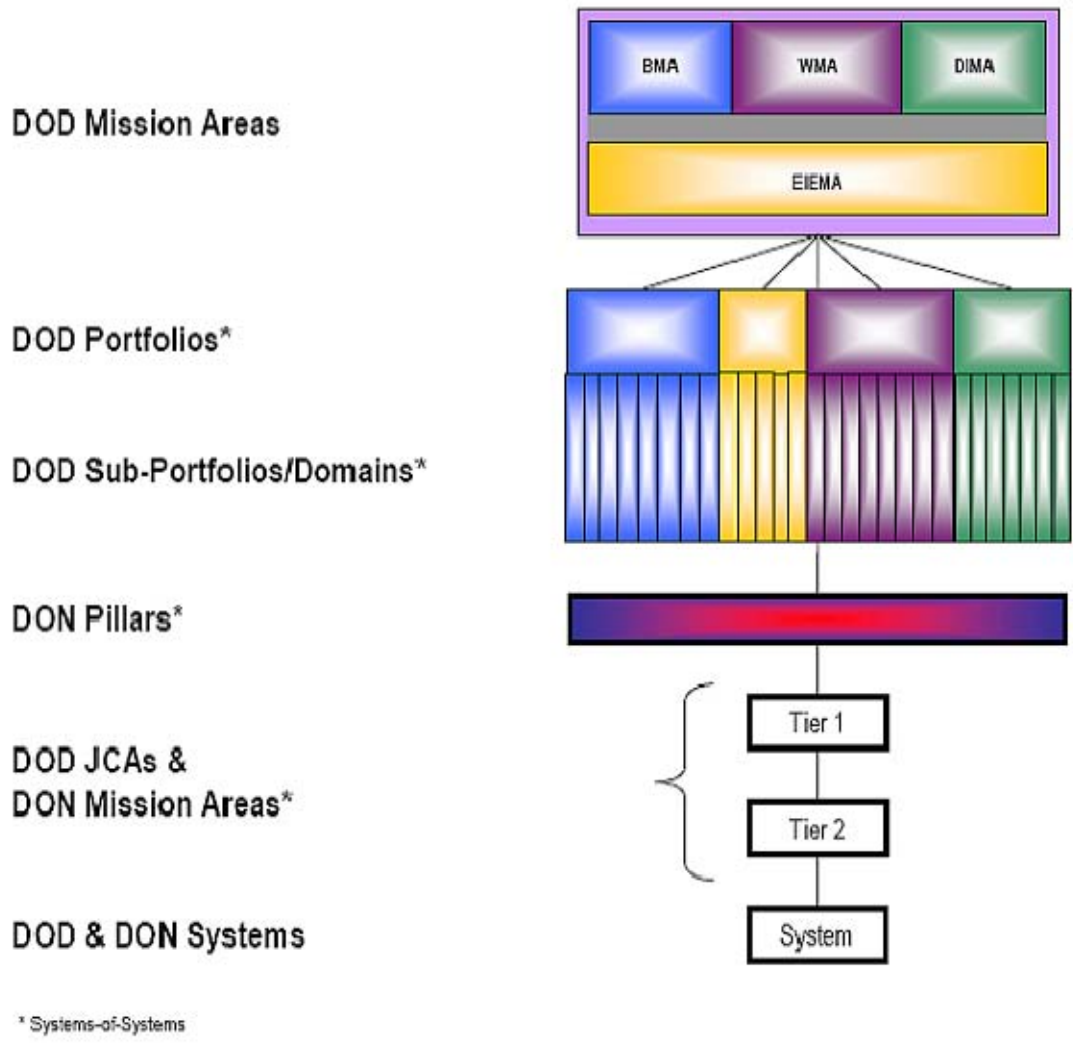 BMA
WMA
DIMA
DOD Mission Areas
EIEMA
DOD Portfolios*
DOD Sub-Portfolios/Domains*
DON Pillars*
Tier 1
DOD JCAs &
DON Mission Areas*
Tier 2
DOD & DON Systems
System
* Systems-of-Systems